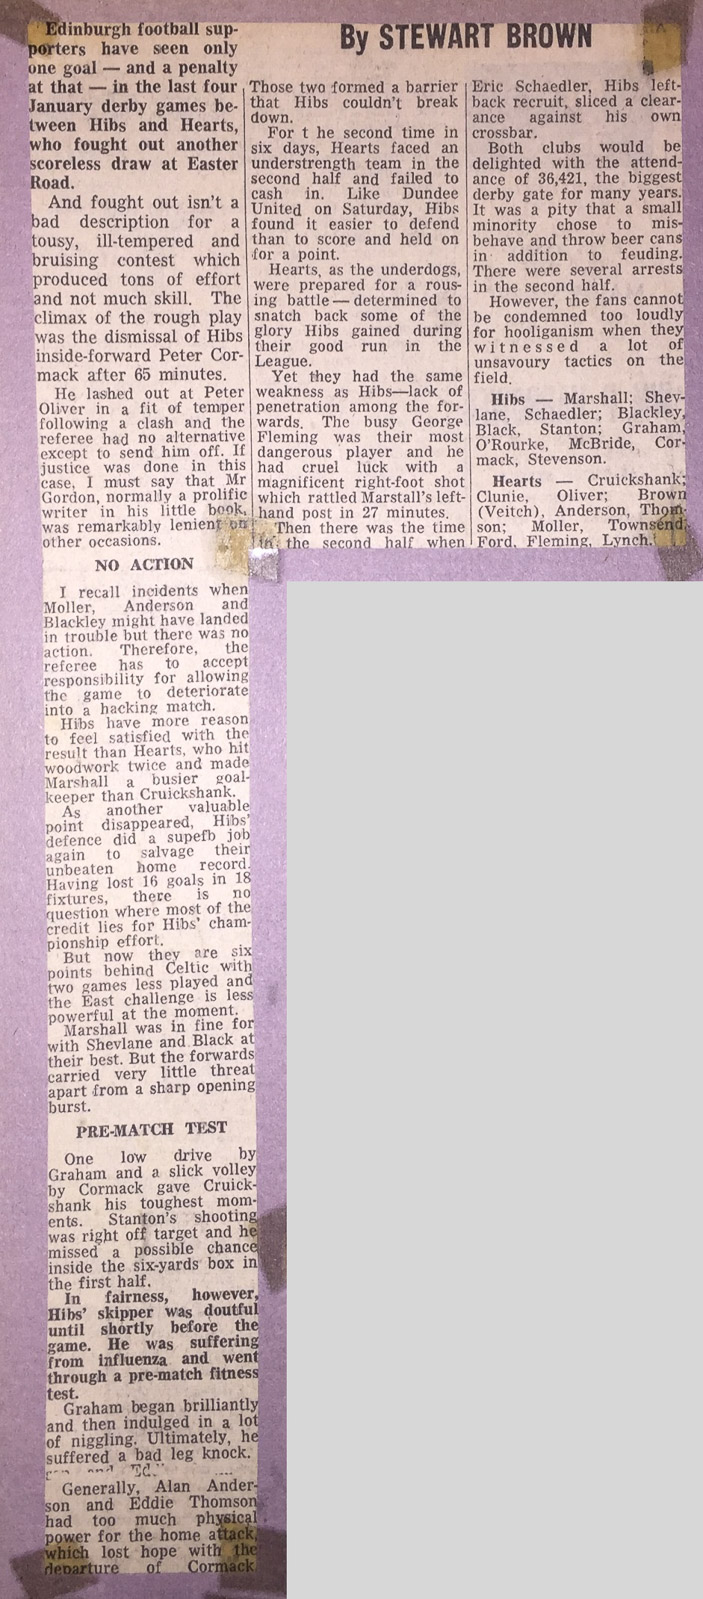 By STEWART BROWN
Edinburgh football sup-
porters have seen only
one goal — and a penalty
at that — in the last four
January derby games be-
tween Hibs and Hearts,
who fought out another
scoreless draw at Easter
Road.
And fought out isn't a
bad description for a
tousy, ill-tempered and
bruising contest which
produced tons of effort
and not much skill. The
climax of the rough play
was the dismissal of Hibs
inside-forward Peter Cor-
mack after 65 minutes.
He lashed out at Peter
Oliver in a fit of temper
following a clash and the
referee had no alternative
except to send him off. If
justice was done in this
case, I must say that Mr
Gordon, normally a prolific
writer in his little book,
was remarkably lenient on
other occasions.
NO ACTION
I recall incidents when
Moller, Anderson and
Blackley might have landed
in trouble but there was no
action. Therefore, the
referee has to accept
responsibility for allowing
the game to deteriorate
into a hacking match.
Hibs have more reason
to feel satisfied with the
result than Hearts, who hit
woodwork twice and made
Marshall a busier goal-
keeper than Cruickshank.
As another valuable
point disappeared, Hibs'
defence did a supefb job
again to salvage their
unbeaten home record.
Having lost 16 goals in 18
fixtures, there is no
question where most of the
credit lies for Hibs' cham-
pionship effort.
But now they are six
points behind Celtic with
two games less played and
the East challenge is less
powerful at the moment.
Marshall was in fine for
with Shevlane and Black at
their best. But the forwards
carried very little threat
apart from a sharp opening
burst.
PRE-MATCH TEST
One low drive by
Graham and a slick volley
by Cormack gave Cruick-
shank his toughest mom-
ents. Stanton's shooting
was right off target and he
missed a possible chance
inside the six-yards box in
the first half.
In fairness, however,
Hibs' skipper was doutful
until shortly before the
game. He was suffering
from influenza and went
through a pre-match fitness
test.
Graham began brilliantly
and then indulged in a lot
of niggling. Ultimately, he
suffered a bad leg knock.
Generally, Alan Ander-
son and Eddie Thomson
had too much physical
power for the home attack,
which lost hope with the
departure of Cormack
Those two formed a barrier
that Hibs couldn't break
down.
For t he second time in
six days, Hearts faced an
understrength team in the
second half and failed to
cash in. Like Dundee
United on Saturday, Hibs
found it easier to defend
than to score and held on
for a point.
Hearts, as the underdogs,
were prepared for a rous-
ing battle — determined to
snatch back some of the
glory Hibs gained during
their good run in the
League.
Yet they had the same
weakness as Hibs—lack of
penetration among the for-
wards. The busy George
Fleming was their most
dangerous player and he
had cruel luck with a
magnificent right-foot shot
which rattled Marstall's left-
hand post in 27 minutes.
Then there was the time
in the second half when
Eric Schaedler, Hibs left-
back recruit, sliced a clear-
ance against his own
crossbar.
Both clubs would be
delighted with the attend-
ance of 36,421, the biggest
derby gate for many years.
It was a pity that a small
minority chose to mis-
behave and throw beer cans
in addition to feuding.
There were several arrests
in the second half.
However, the fans cannot
be condemned too loudly
for hooliganism when they
witnessed a lot of
unsavoury tactics on the
field.
Hibs — Marshall; Shev-
lane, Schaedler; Blackley,
Black, Stanton; Graham,
O'Rourke, McBride, Cor-
mack, Stevenson.
Hearts — Cruickshank;
Clunie, Oliver; Brown
(Veitch), Anderson, Thom-
son; Moller, Townsend,
Ford, Fleming, Lynch.